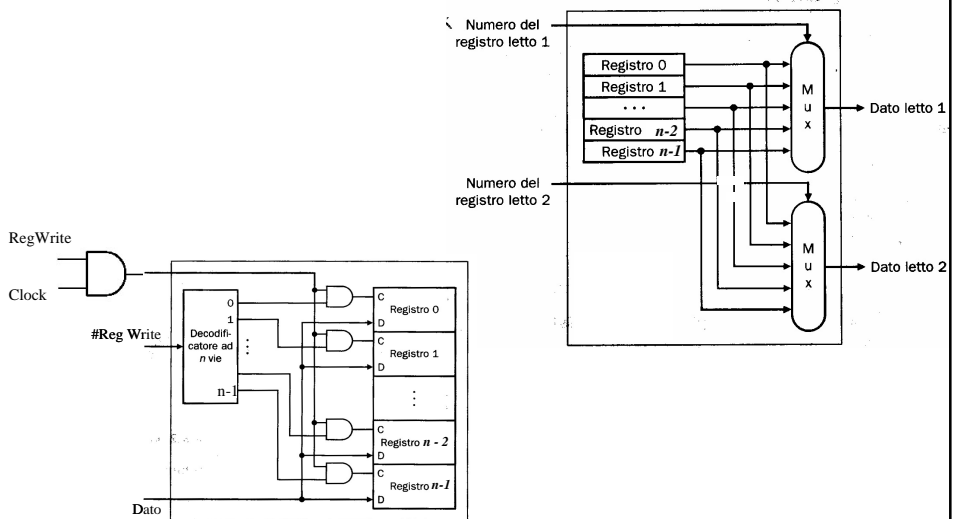 Numero del
registro letto 1
Registro 0
Registro 1
...
Registro n-2
Registro n-1
M
u
x
Dato letto 1
Numero del
registro letto 2
M
u
x
Dato letto 2
RegWrite
Clock
#Reg Write
Decodifi-
catore ad
n vie
0
1
n-1
C
Registro 0
D
C
Registro 1
D
C
Registro n - 2
D
C
Registro n-1
D
Dato